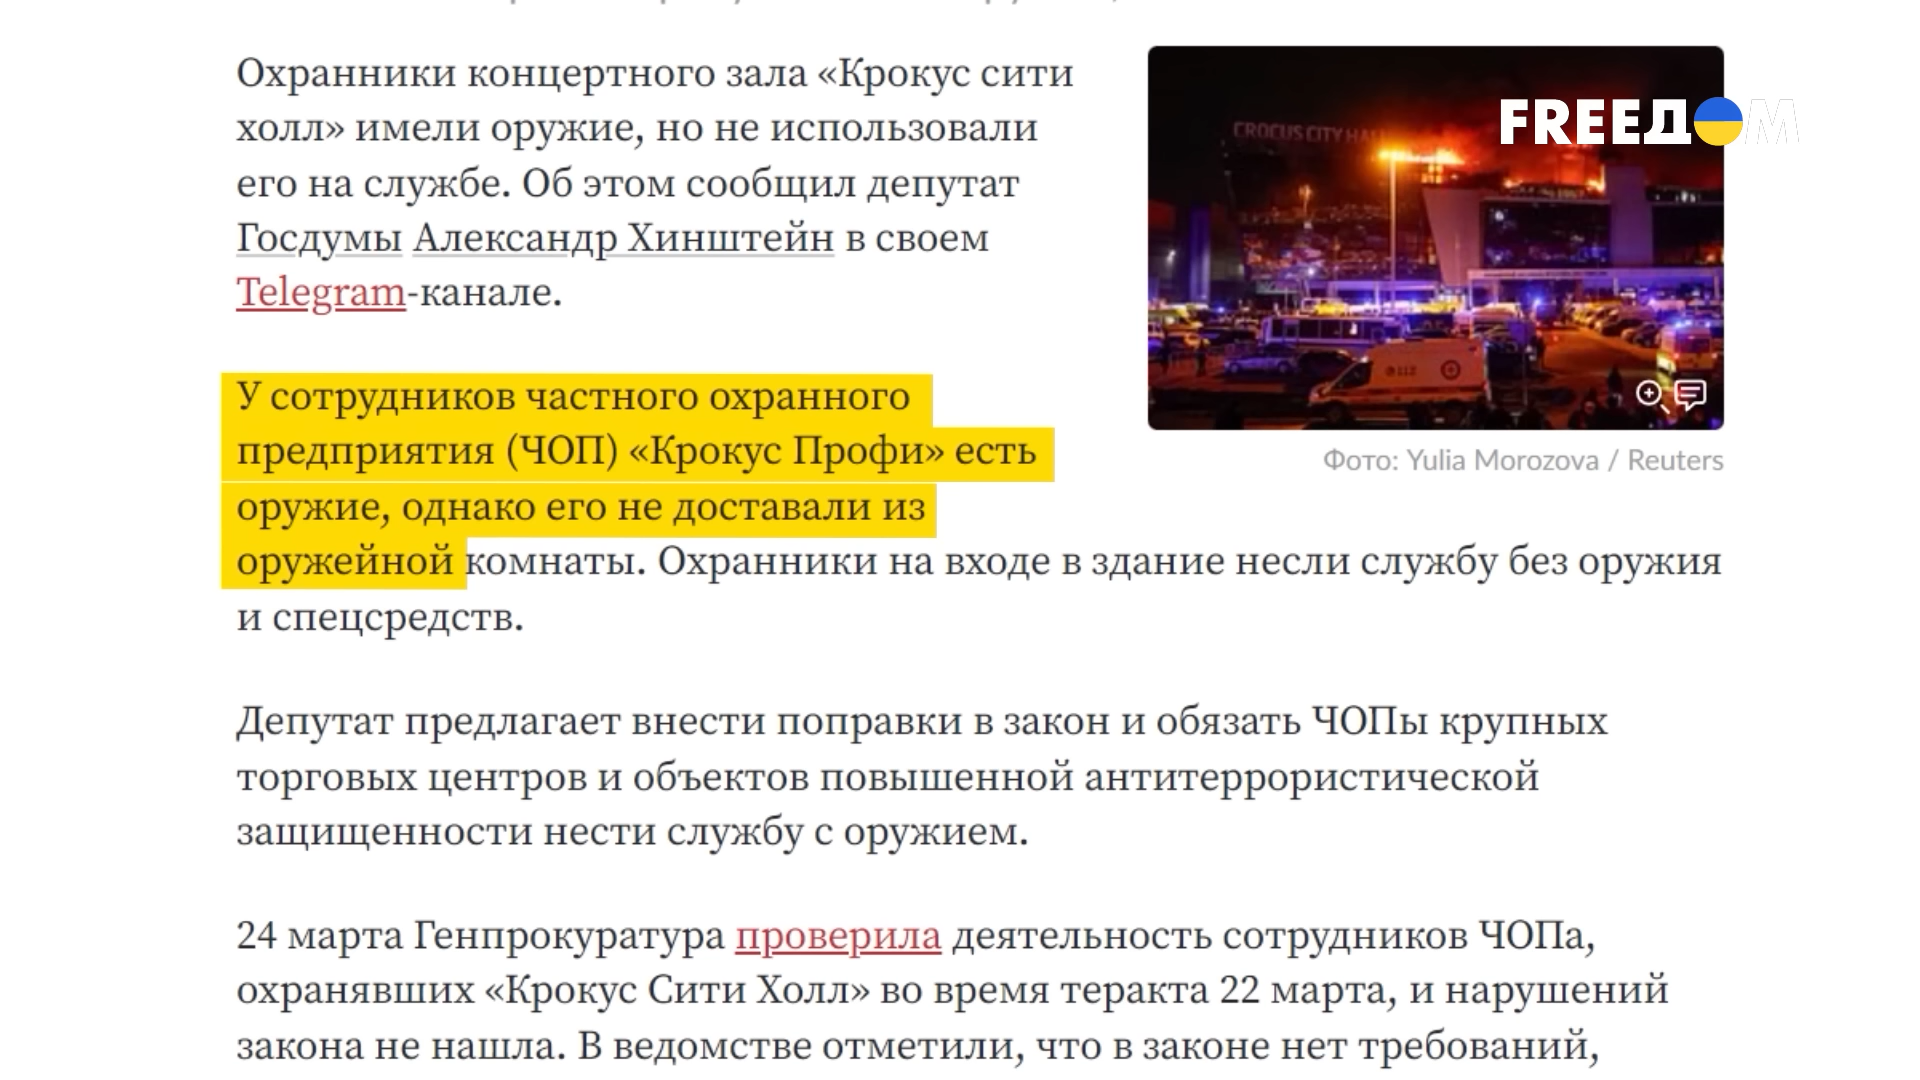 Охранники концертного зала «Крокус сити
холл» имели оружие, но не использовали
его на службе. Об этом сообщил депутат
Госдумы Александр Хинштейн в своем
Telegram-канале.
CROCUS CITY HALL
FREEДОМ
112
Фото: Yulia Morozova / Reuters
У сотрудников частного охранного
предприятия (ЧОП) «Крокус Профи» есть
оружие, однако его не доставали из
оружейной комнаты. Охранники на входе в здание несли службу без оружия
и спецсредств.
Депутат предлагает внести поправки в закон и обязать ЧОПы крупных
торговых центров и объектов повышенной антитеррористической
защищенности нести службу с оружием.
24 марта Генпрокуратура проверила деятельность сотрудников ЧОПа,
охранявших «Крокус Сити Холл» во время теракта 22 марта, и нарушений
закона не нашла. В ведомстве отметили, что в законе нет требований,